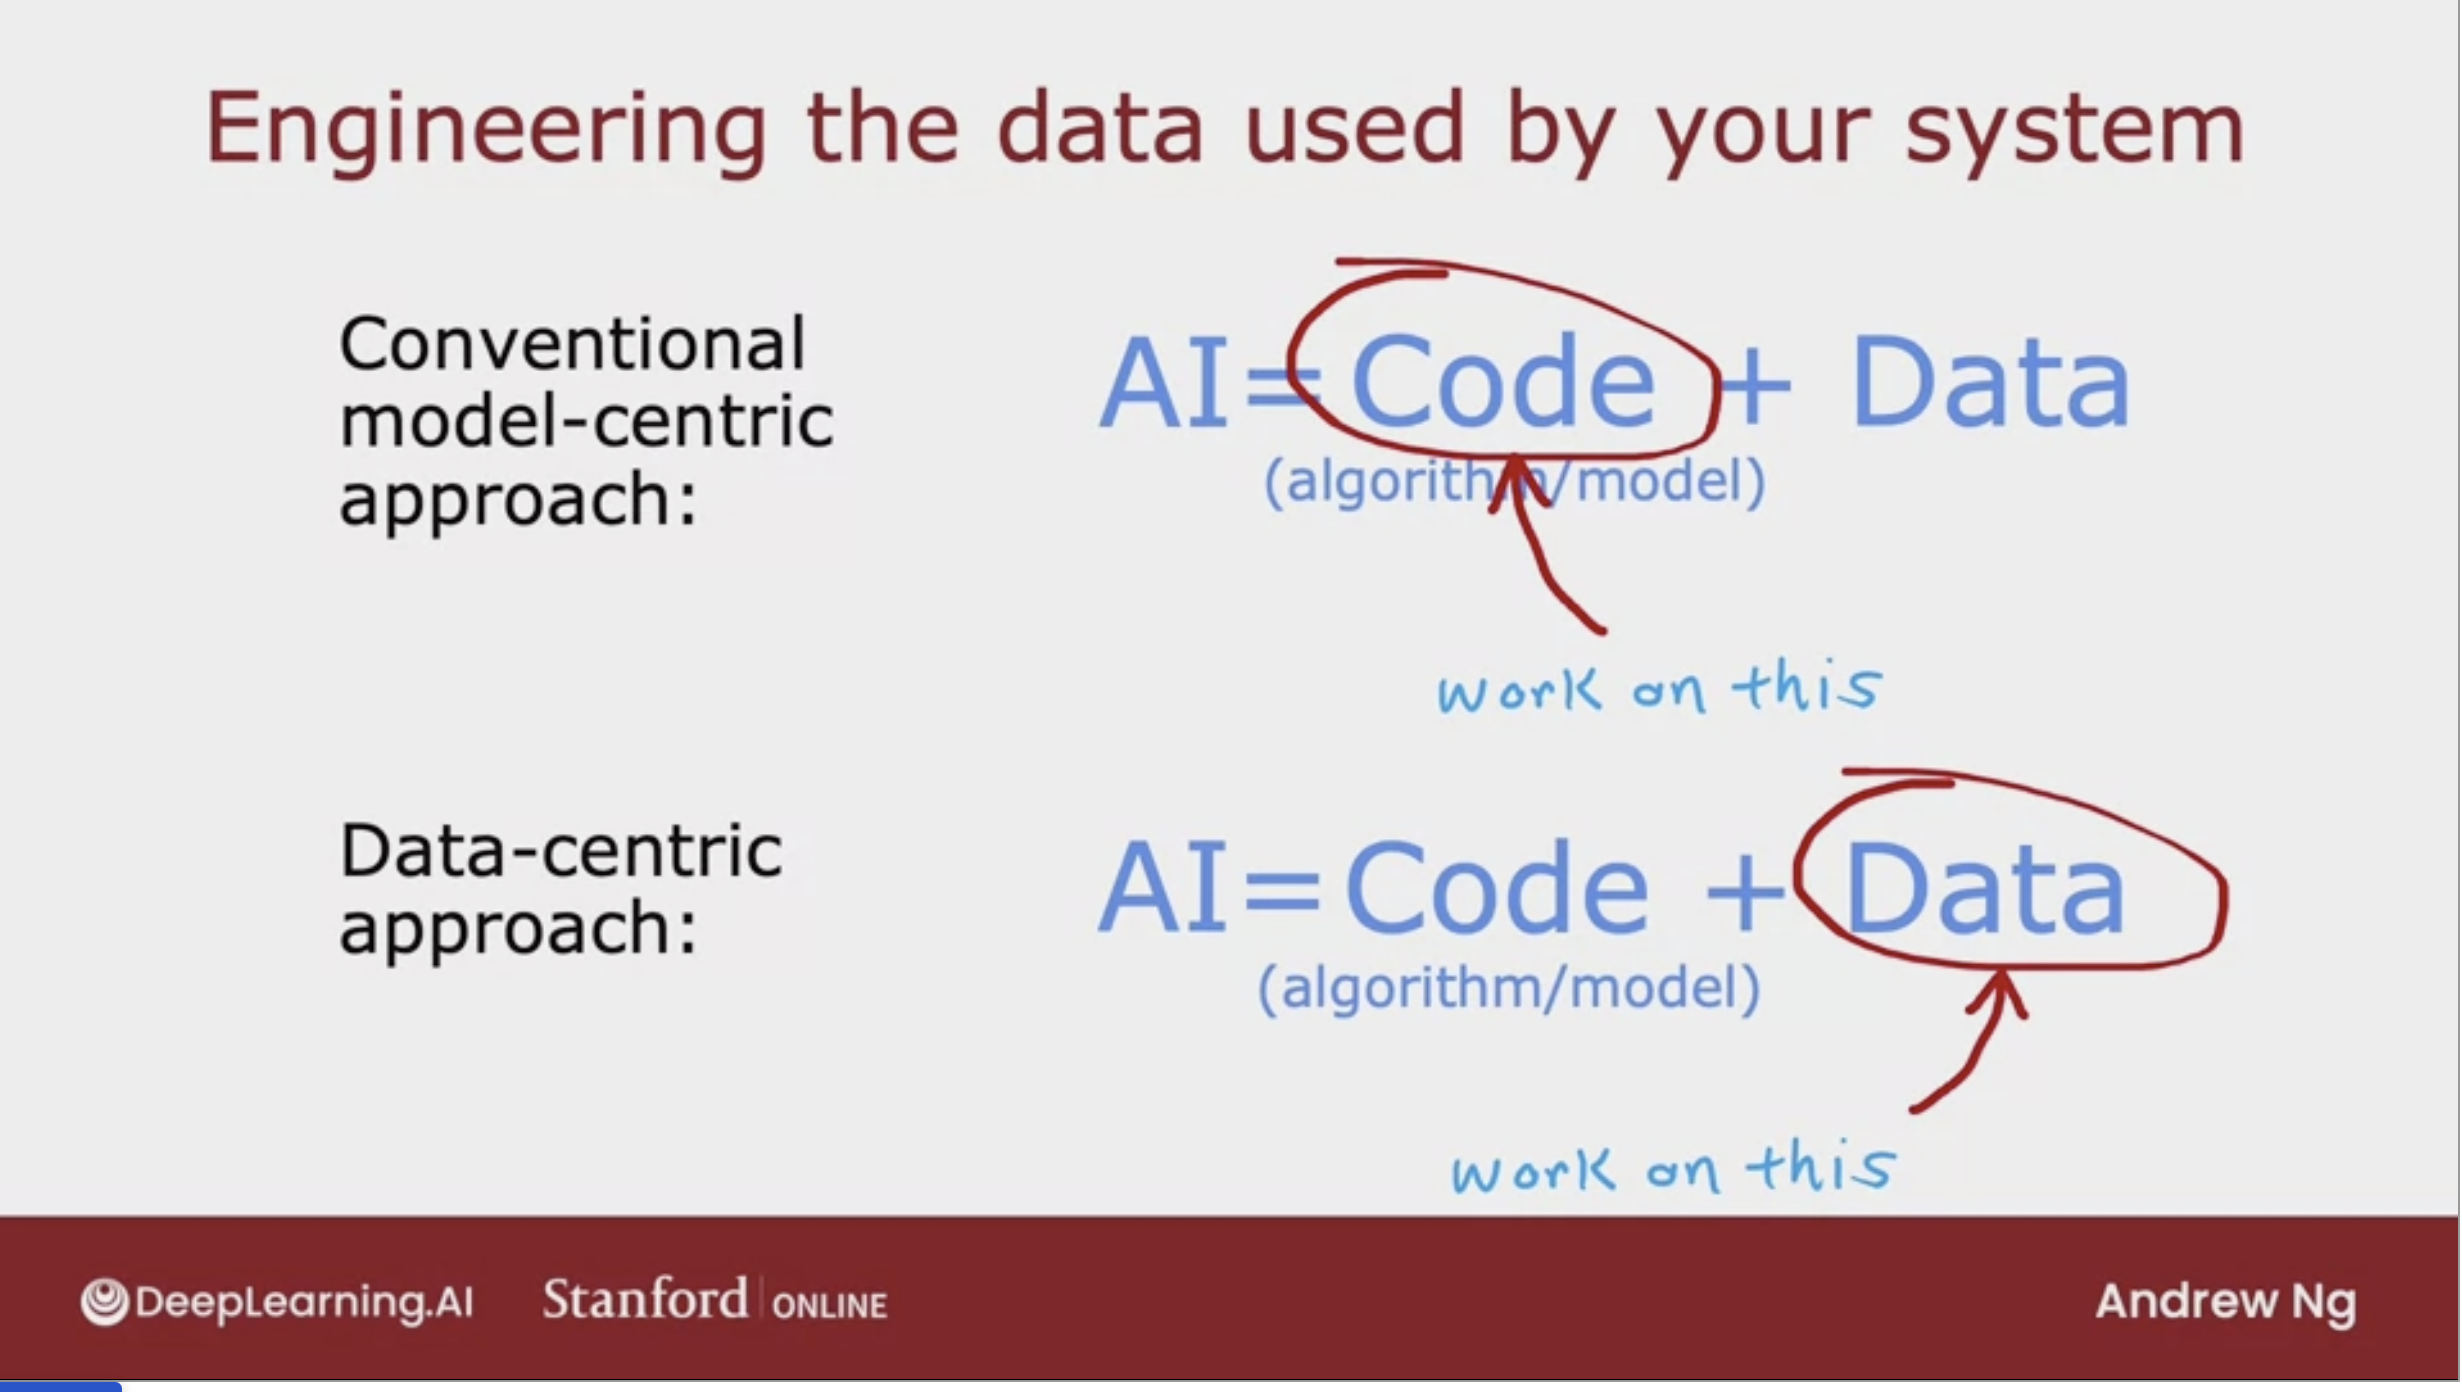 Engineering the data used by your system
Conventional
model-centric
approach:
AI=Code + Data
(algorithm/model)
work on this
Data-centric
approach:
AI=Code + Data
(algorithm/model)
work on this
DeepLearning.AI Stanford ONLINE Andrew Ng